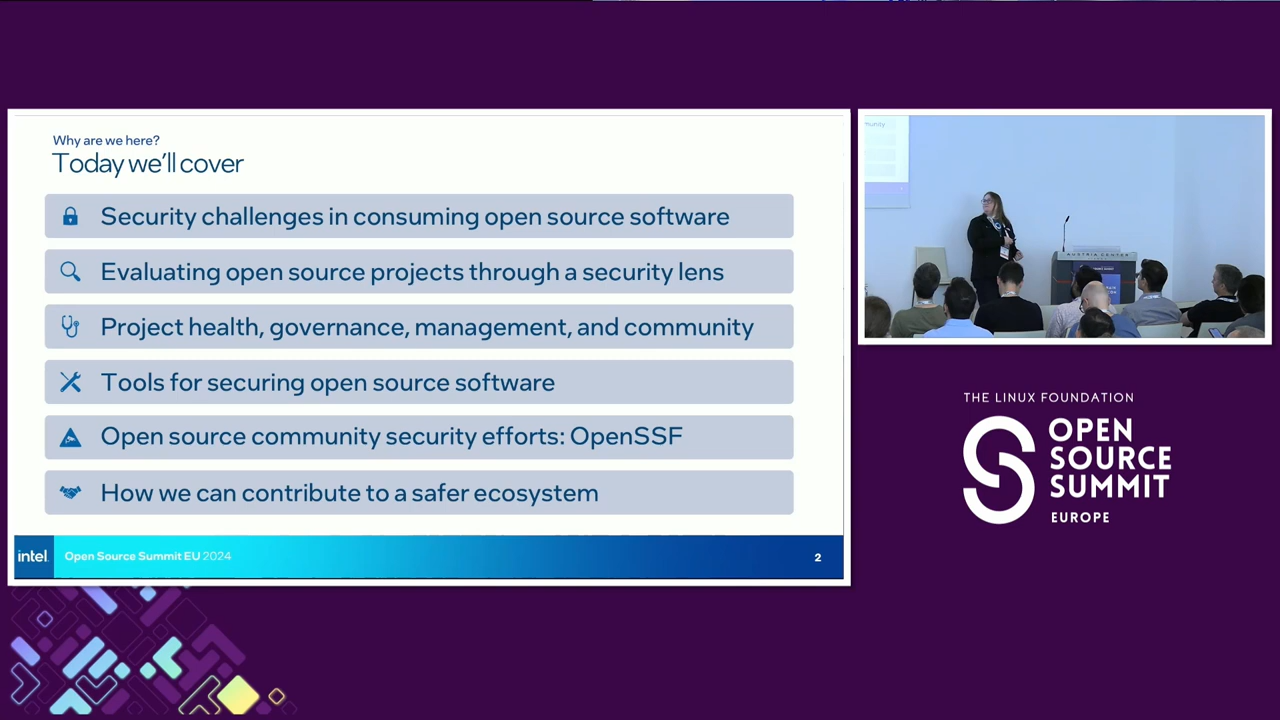 Why are we here?
Today we'll cover
Security challenges in consuming open source software
Evaluating open source projects through a security lens
Project health, governance, management, and community
Tools for securing open source software
Open source community security efforts: OpenSSF
How we can contribute to a safer ecosystem
intel.
Open Source Summit EU 2024
2
AUSTRIA CENTER
THE LINUX FOUNDATION
OPEN
SOURCE
SUMMIT
EUROPE